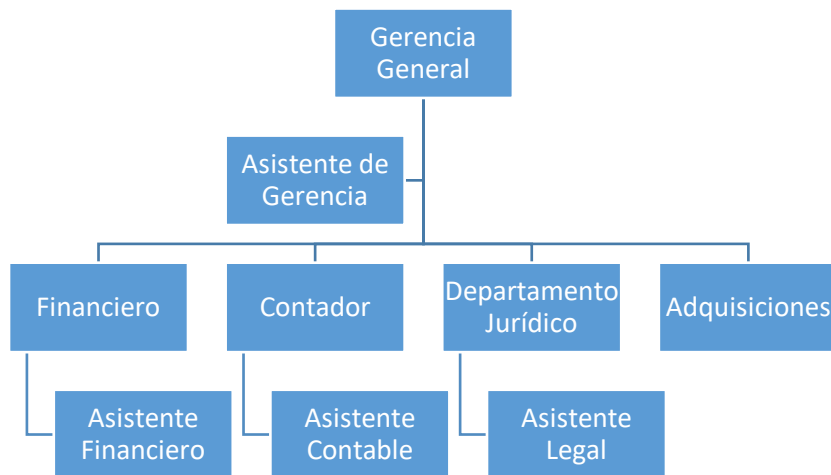 Gerencia
General
Asistente de
Gerencia
Financiero
Contador
Departamento
Jurídico
Adquisiciones
Asistente
Financiero
Asistente
Contable
Asistente
Legal